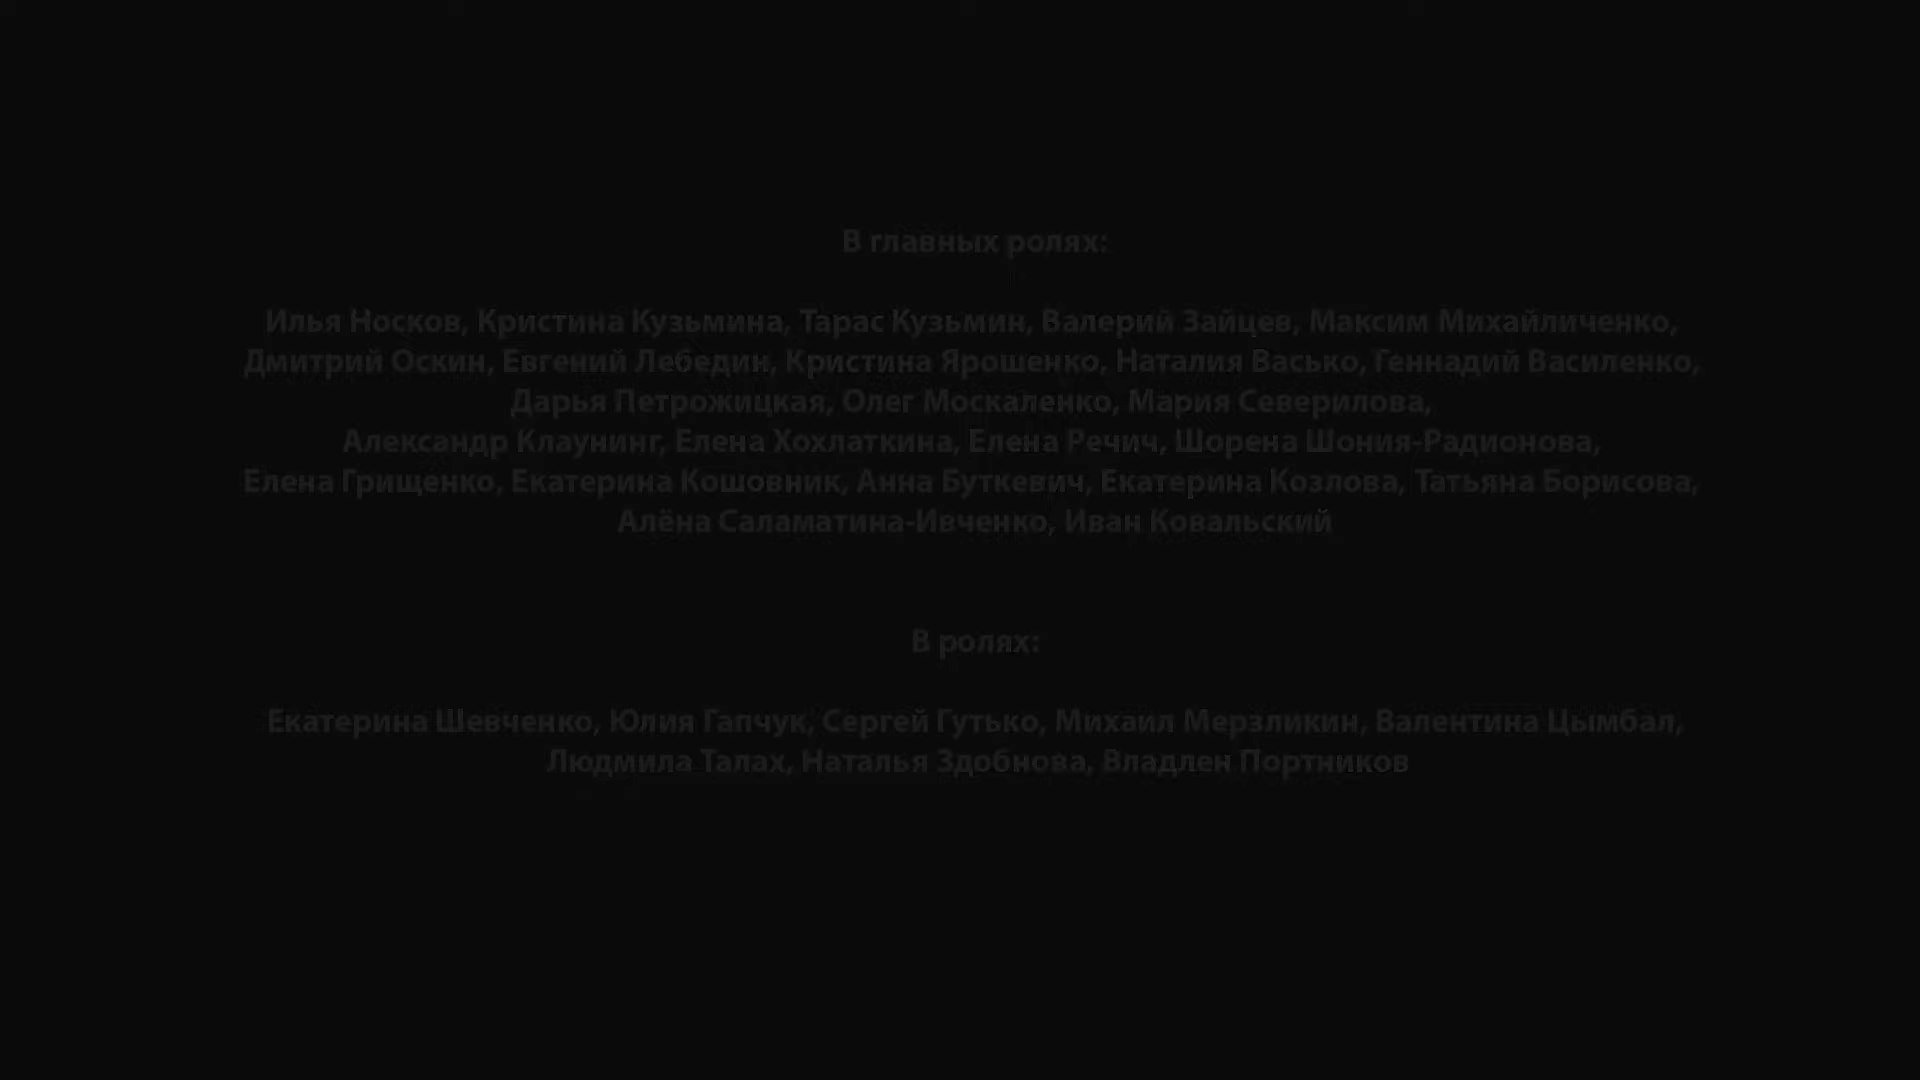 В главных ролях:
Илья Носков, Кристина Кузьмина, Тарас Кузьмин, Валерий Зайцев, Максим Михайличенко,
Дмитрий Оскин, Евгений Лебедин, Кристина Ярошенко, Наталия Васько, Геннадий Василенко,
Дарья Петрожицкая, Олег Москаленко, Мария Северилова,
Александр Клаунинг, Елена Хохлаткина, Елена Речич, Шорена Шония-Радионова,
Елена Грищенко, Екатерина Кошовник, Анна Буткевич, Екатерина Козлова, Татьяна Борисова,
Алёна Саламатина-Ивченко, Иван Ковальский
В ролях:
Екатерина Шевченко, Юлия Гапчук, Сергей Гутько, Михаил Мерзликин, Валентина Цымбал,
Людмила Талах, Наталья Здобнова, Владлен Портников